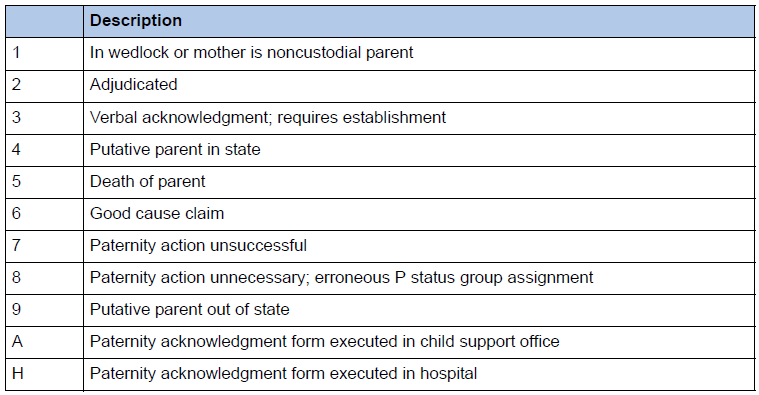 Description
1 In wedlock or mother is noncustodial parent
2 Adjudicated
3 Verbal acknowledgment; requires establishment
4 Putative parent in state
5 Death of parent
6 Good cause claim
7 Paternity action unsuccessful
8 Paternity action unnecessary; erroneous P status group assignment
9 Putative parent out of state
A Paternity acknowledgment form executed in child support office
H Paternity acknowledgment form executed in hospital